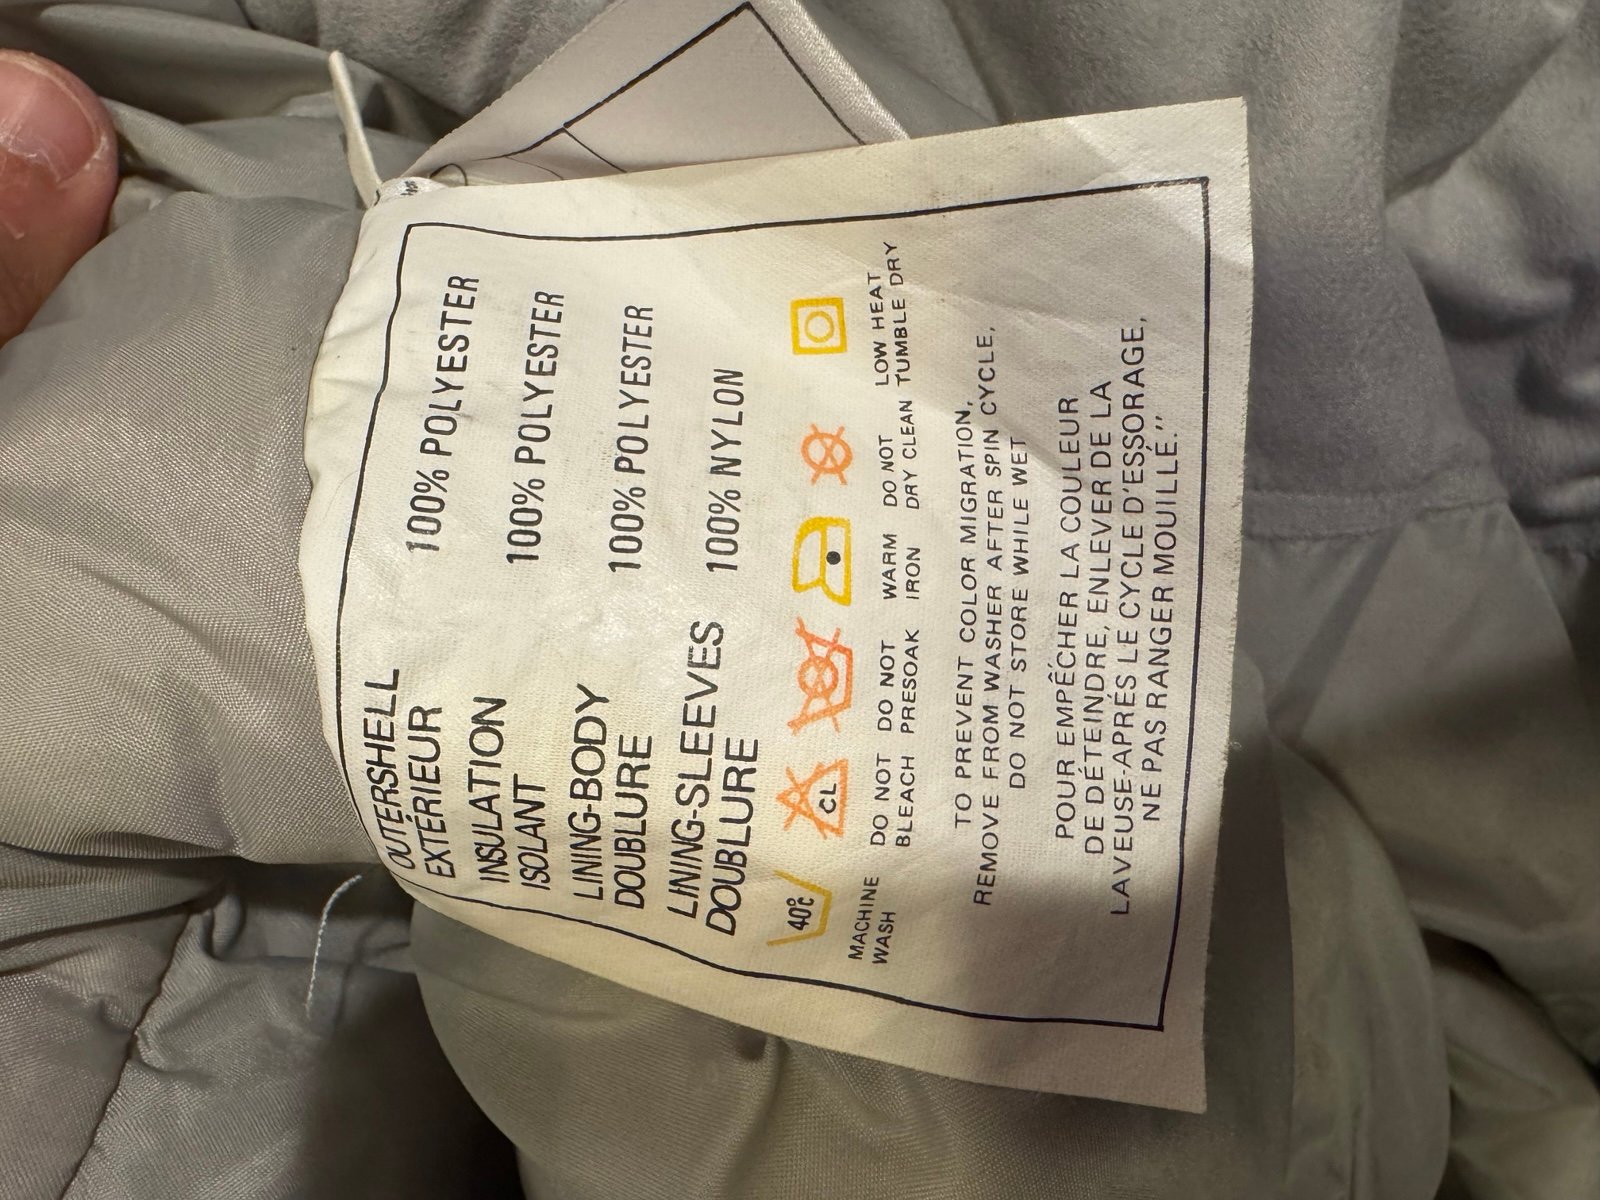 OUTERSHELL 100% POLYESTER
EXTÉRIEUR
INSULATION 100% POLYESTER
ISOLANT
LINING-BODY 100% POLYESTER
DOUBLURE
LINING-SLEEVES 100% NYLON
DOUBLURE
40°C
CL
MACHINE WASH
DO NOT BLEACH
DO NOT PRESOAK
WARM IRON
DO NOT DRY CLEAN
LOW HEAT TUMBLE DRY
TO PREVENT COLOR MIGRATION,
REMOVE FROM WASHER AFTER SPIN CYCLE,
DO NOT STORE WHILE WET
POUR EMPÊCHER LA COULEUR
DE DÉTEINDRE, ENLEVER DE LA
LAVEUSE-APRÉS LE CYCLE D'ESSORAGE,
NE PAS RANGER MOUILLÉ.''